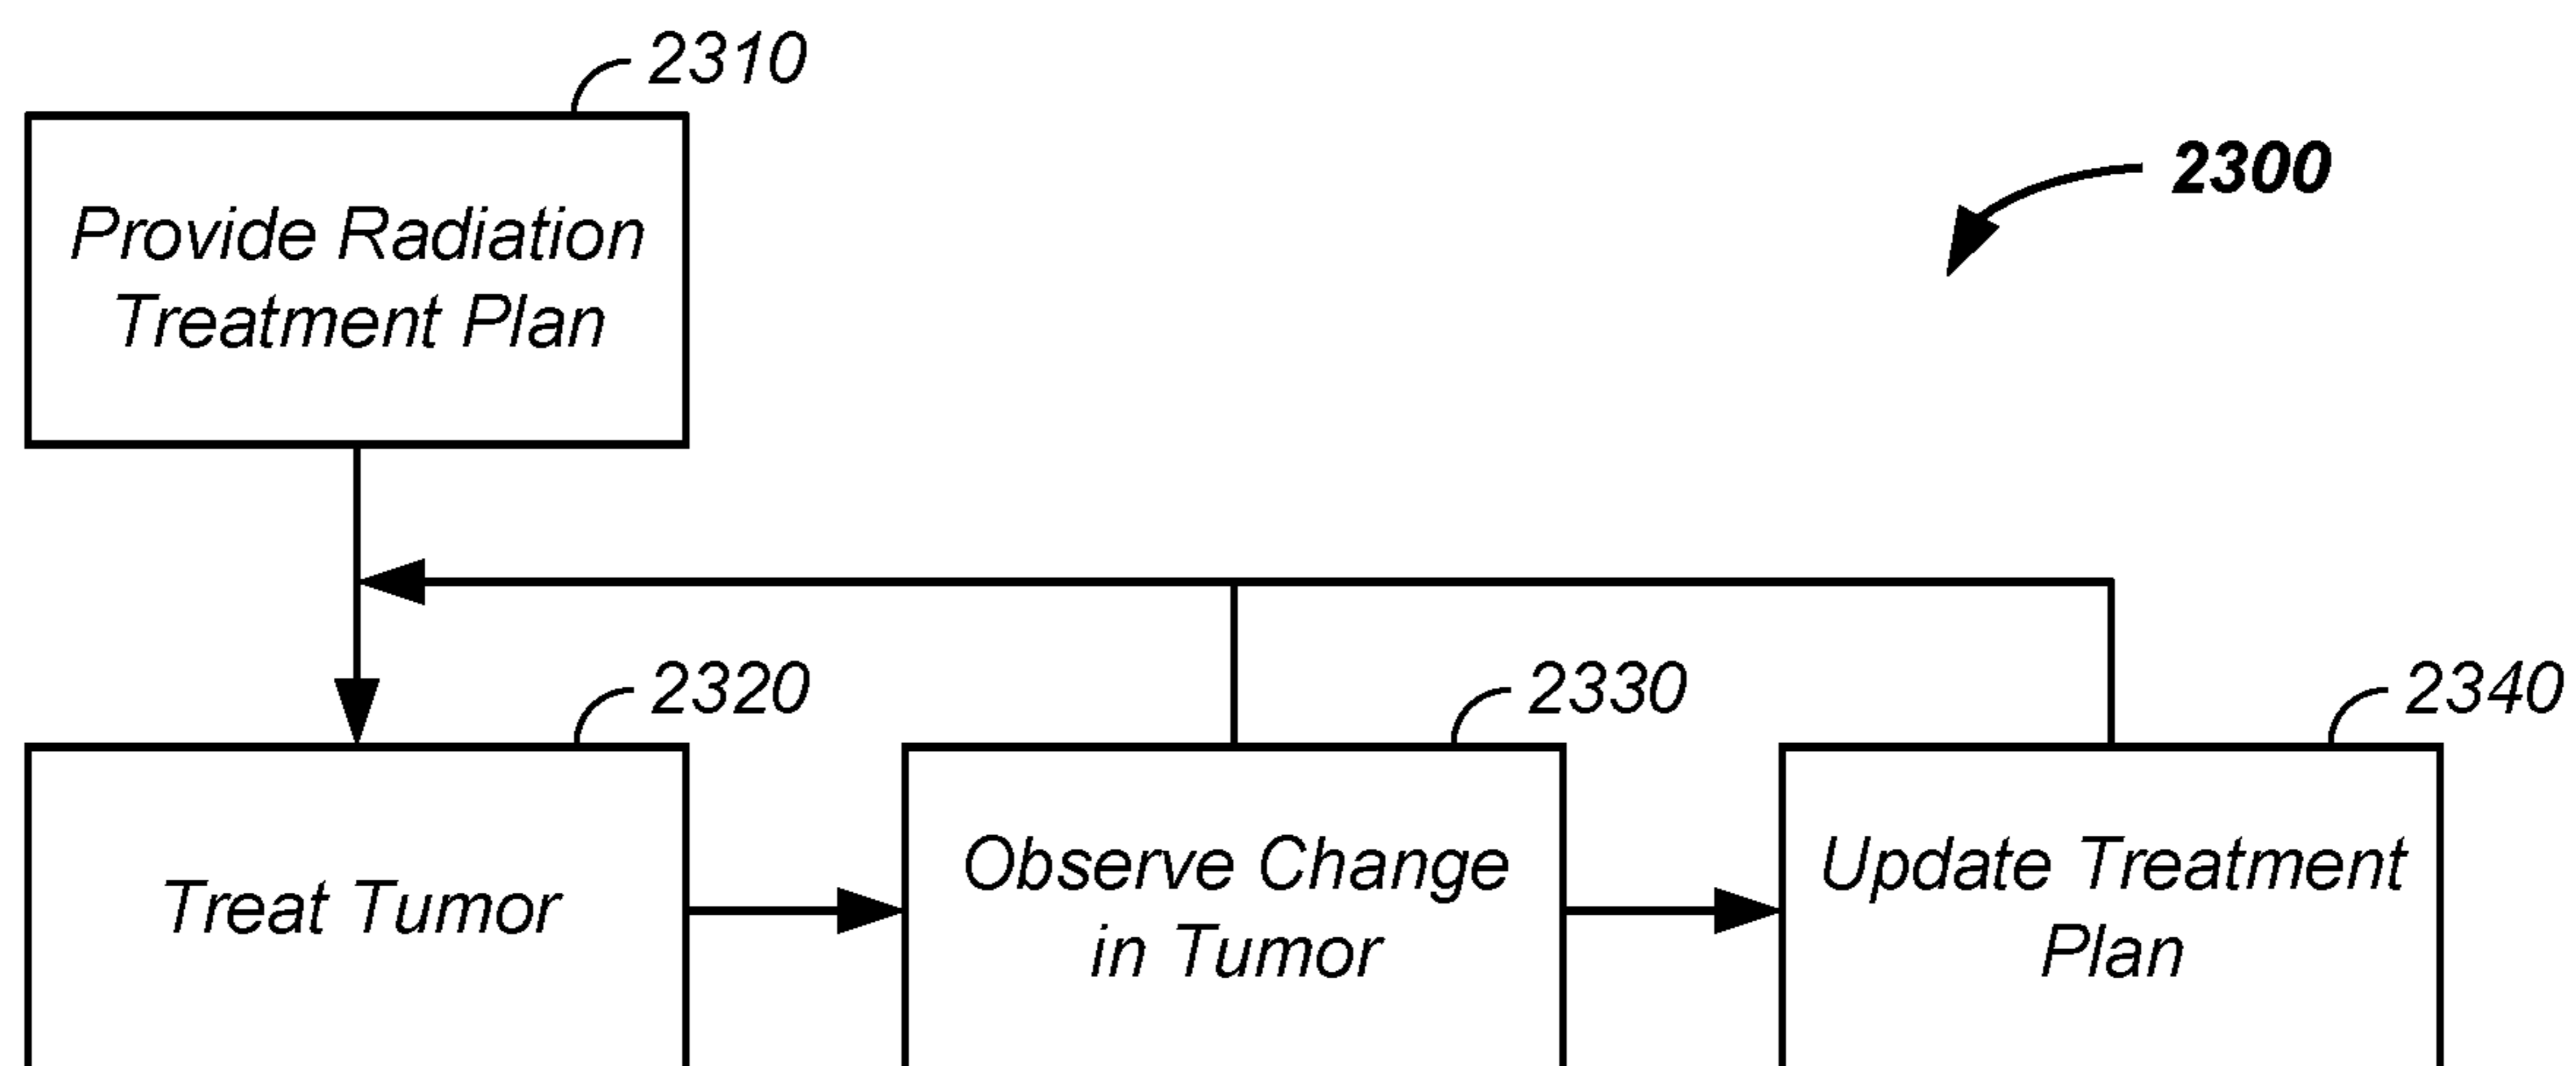 2310
Provide Radiation
Treatment Plan
2300
2320
Treat Tumor
2330
Observe Change
in Tumor
2340
Update Treatment
Plan